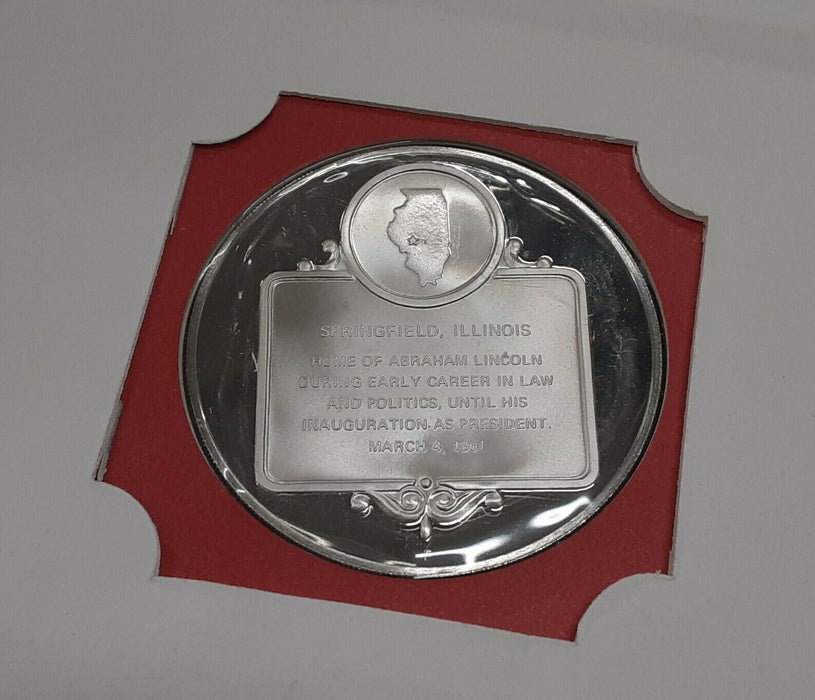 SPRINGFIELD, ILLINOIS
HOME OF ABRAHAM LINCOLN
DURING EARLY CAREER IN LAW
AND POLITICS, UNTIL HIS
INAUGURATION AS PRESIDENT.
MARCH 4, 1861